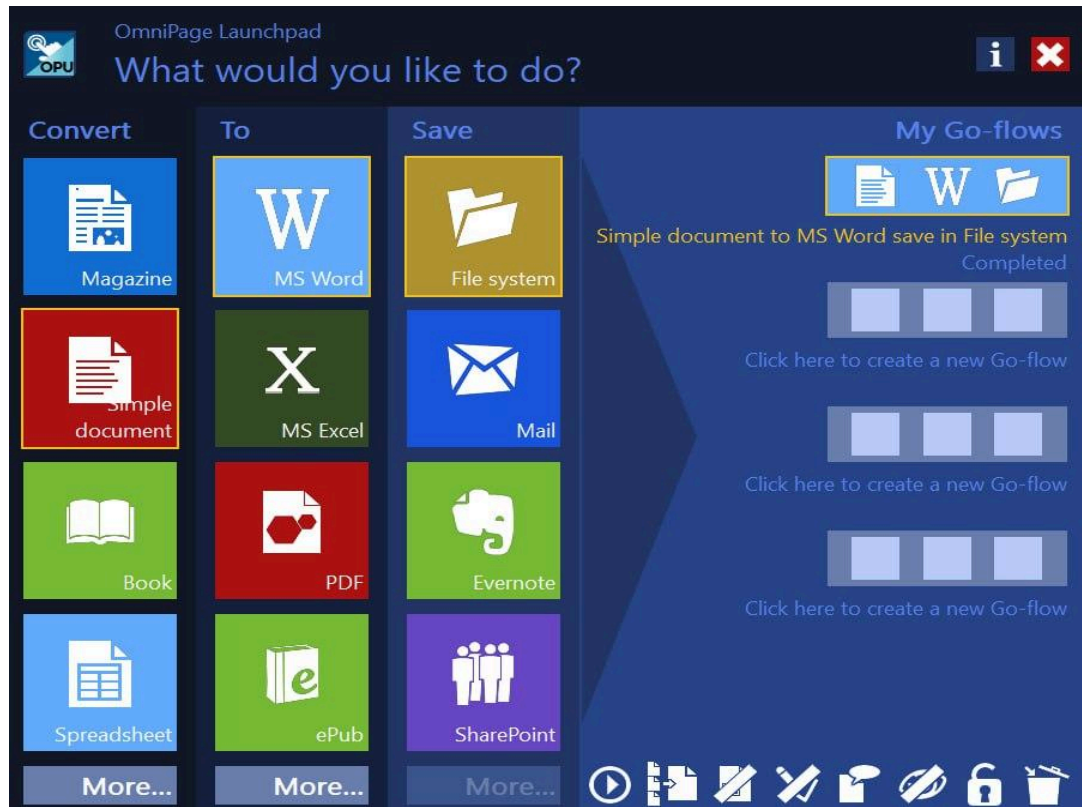 OPU
OmniPage Launchpad
What would you like to do?
i
Convert
Magazine
Simple
document
Book
Spreadsheet
More...
To
W
MS Word
X
MS Excel
PDF
e
ePub
More...
Save
File system
Mail
Evernote
SharePoint
More...
My Go-flows
W
Simple document to MS Word save in File system
Completed
Click here to create a new Go-flow
Click here to create a new Go-flow
Click here to create a new Go-flow